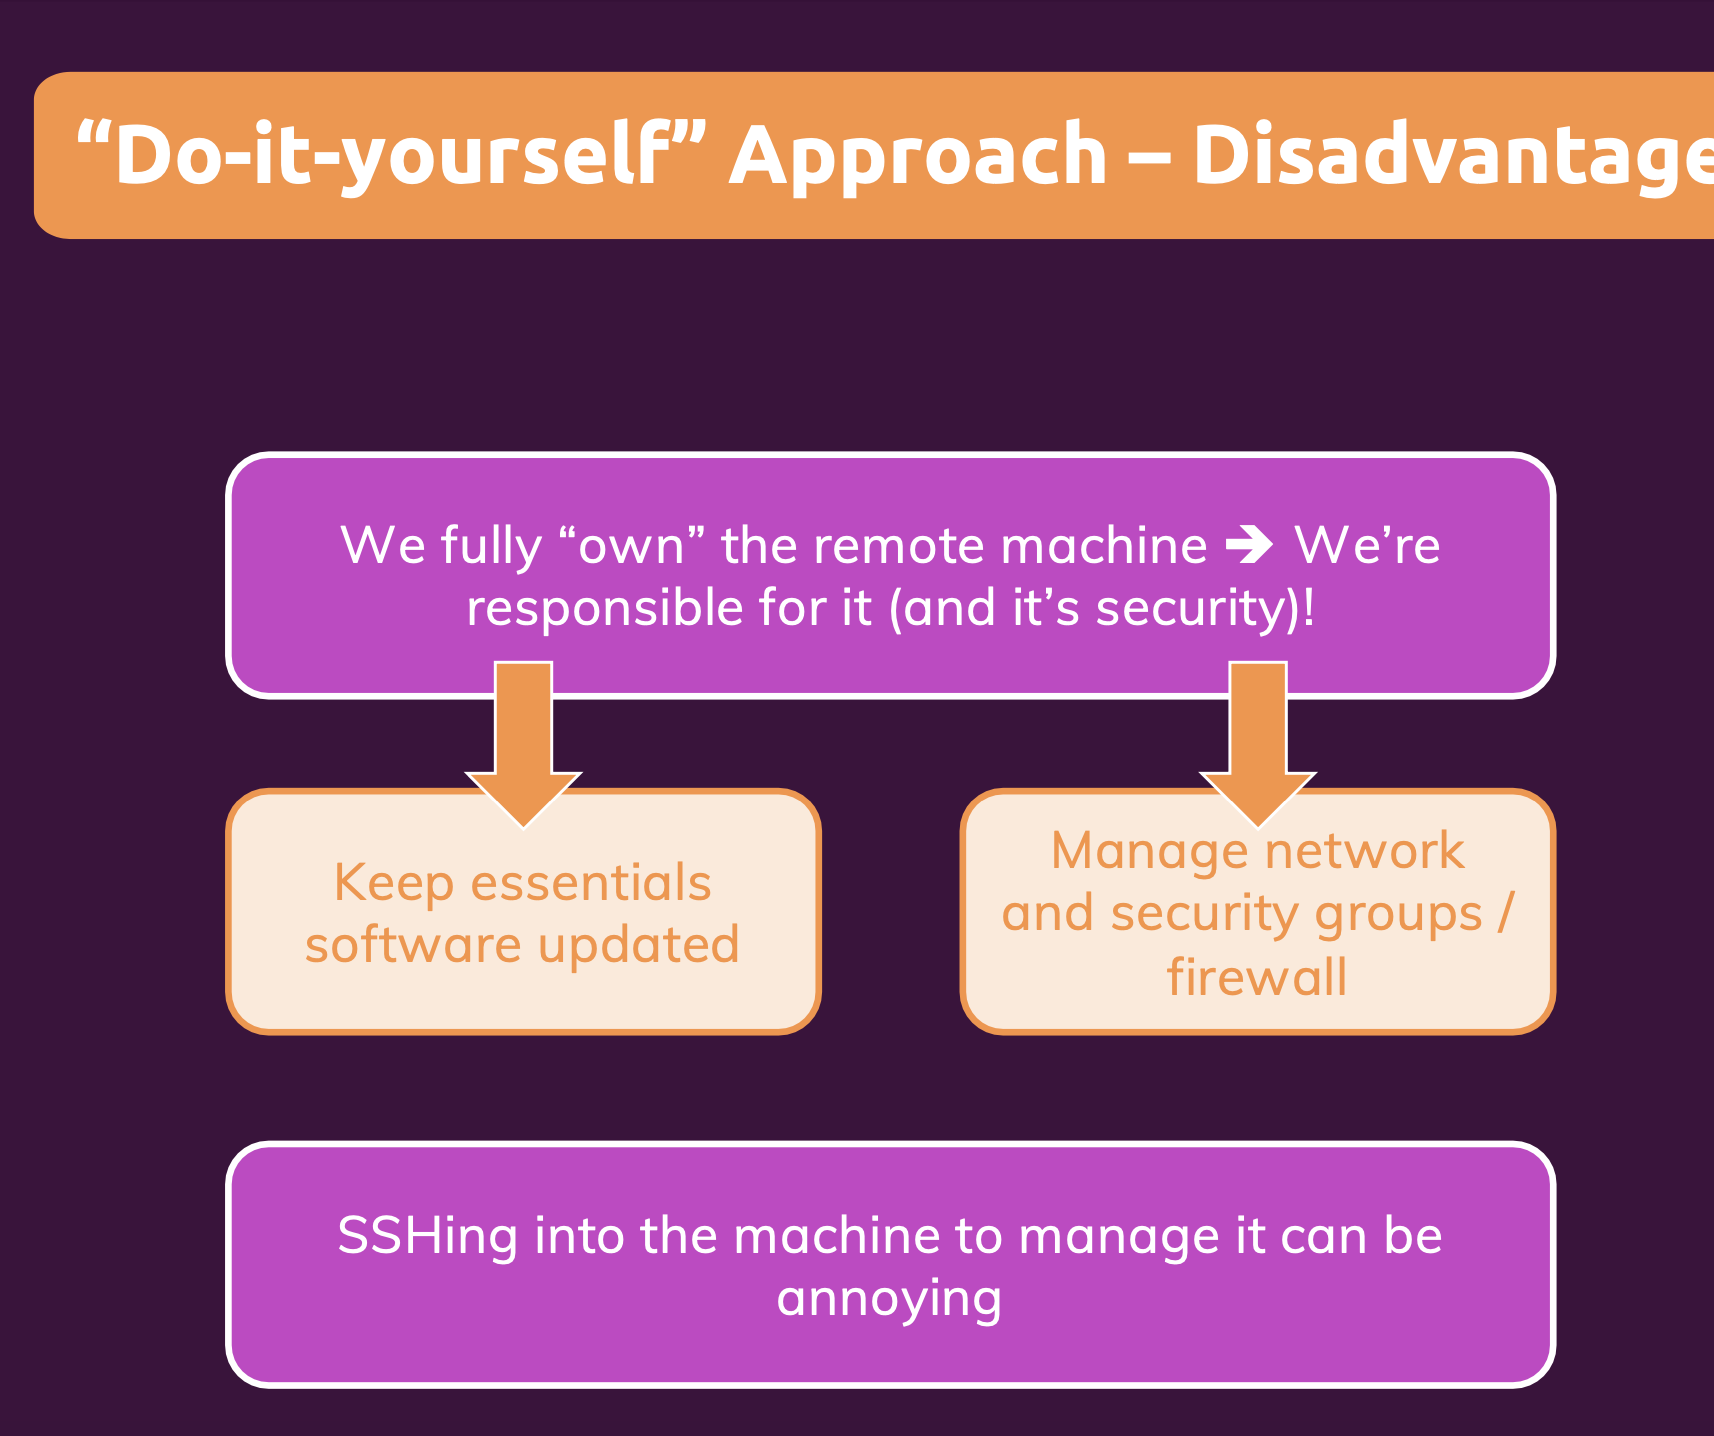 “Do-it-yourself” Approach – Disadvantage
We fully “own” the remote machine 🡺 We’re
responsible for it (and it’s security)!
Keep essentials
software updated
Manage network
and security groups /
firewall
SSHing into the machine to manage it can be
annoying